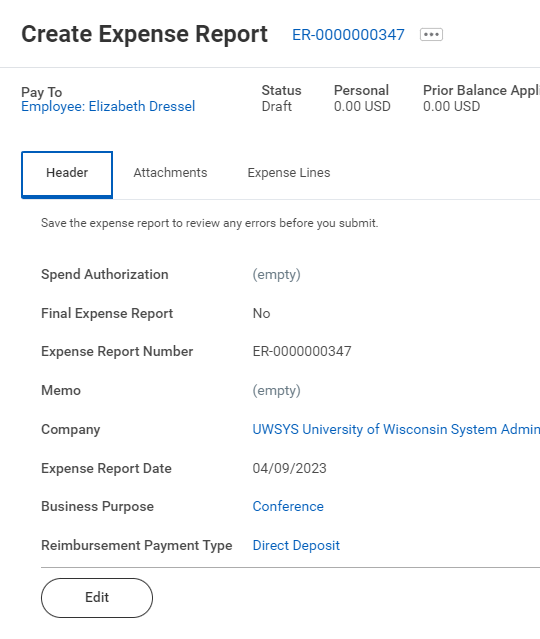 Create Expense Report ER-0000000347
Pay To Status Personal Prior Balance Appli
Employee: Elizabeth Dressel Draft 0.00 USD 0.00 USD
Header Attachments Expense Lines
Save the expense report to review any errors before you submit.
Spend Authorization (empty)
Final Expense Report No
Expense Report Number ER-0000000347
Memo (empty)
Company UWSYS University of Wisconsin System Admin
Expense Report Date 04/09/2023
Business Purpose Conference
Reimbursement Payment Type Direct Deposit
Edit